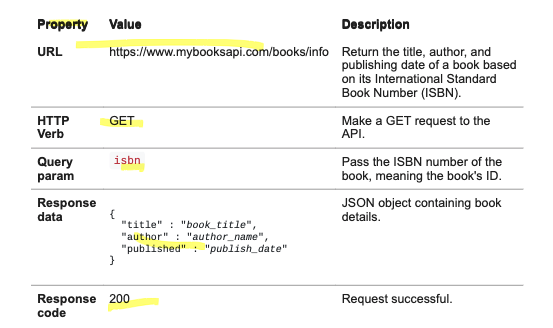 Property Value Description
URL https://www.mybooksapi.com/books/info Return the title, author, and
publishing date of a book based
on its International Standard
Book Number (ISBN).
HTTP GET Make a GET request to the
Verb API.
Query isbn Pass the ISBN number of the
param book, meaning the book's ID.
Response JSON object containing book
data details.
{
"title" : "book_title",
"author" : "author_name",
"published" : "publish_date"
}
Response 200 Request successful.
code